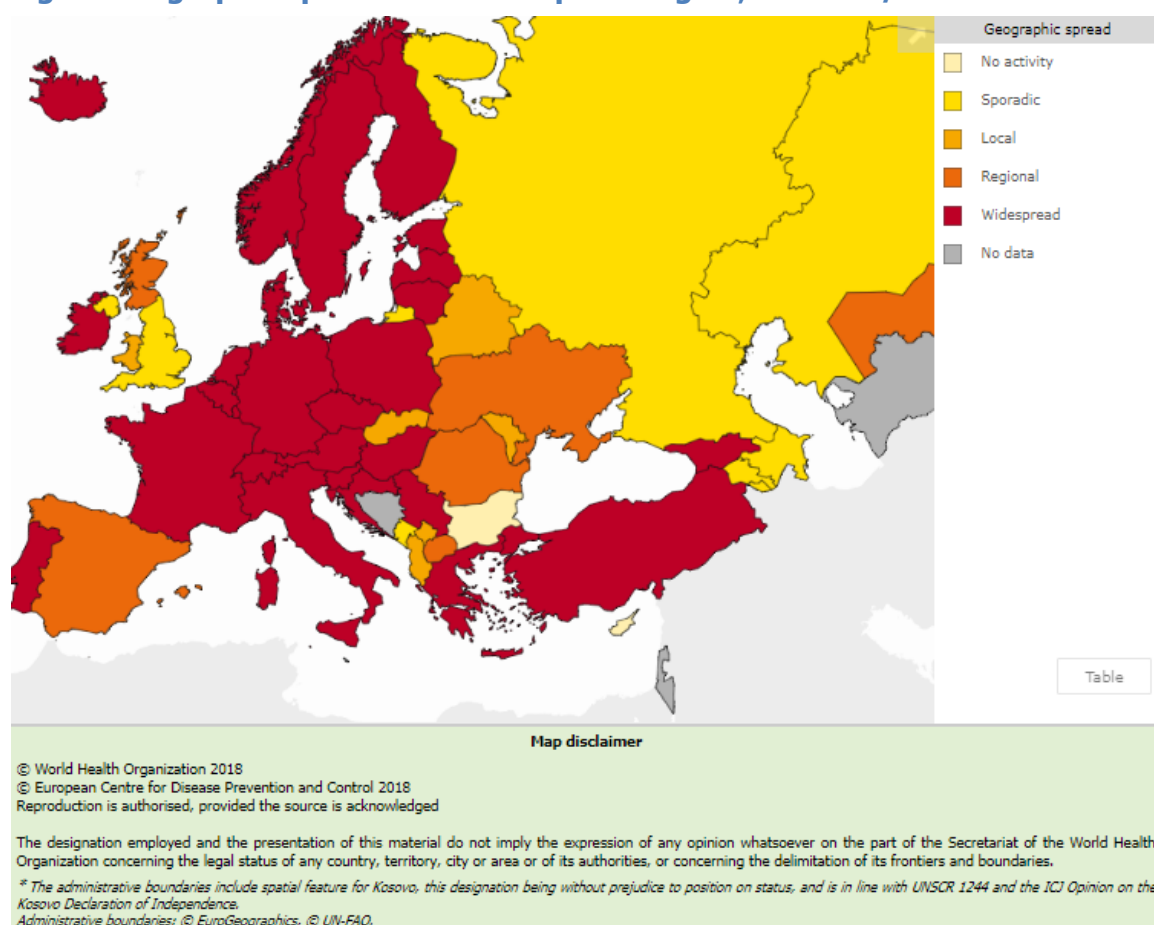 Geographic spread
No activity
Sporadic
Local
Regional
Widespread
No data
Table
Map disclaimer
© World Health Organization 2018
© European Centre for Disease Prevention and Control 2018
Reproduction is authorised, provided the source is acknowledged
The designation employed and the presentation of this material do not imply the expression of any opinion whatsoever on the part of the Secretariat of the World Health
Organization concerning the legal status of any country, territory, city or area or of its authorities, or concerning the delimitation of its frontiers and boundaries.
* The administrative boundaries include spatial feature for Kosovo, this designation being without prejudice to position on status, and is in line with UNSCR 1244 and the ICJ Opinion on the
Kosovo Declaration of Independence.
Administrative boundaries: © EuroGeographics, © UN-FAO.